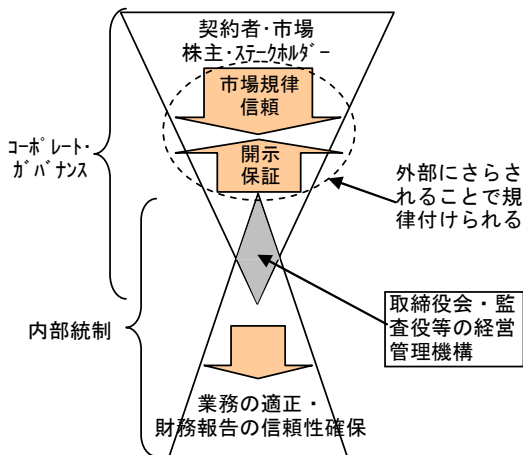 契約者・市場
株主・ｽﾃｰｸﾎﾙﾀﾞｰ
市場規律
信頼
開示
保証
ｺｰﾎﾟﾚｰﾄ・
ｶﾞﾊﾞﾅﾝｽ
外部にさらさ
れることで規
律付けられる
取締役会・監
査役等の経営
管理機構
内部統制
業務の適正・
財務報告の信頼性確保